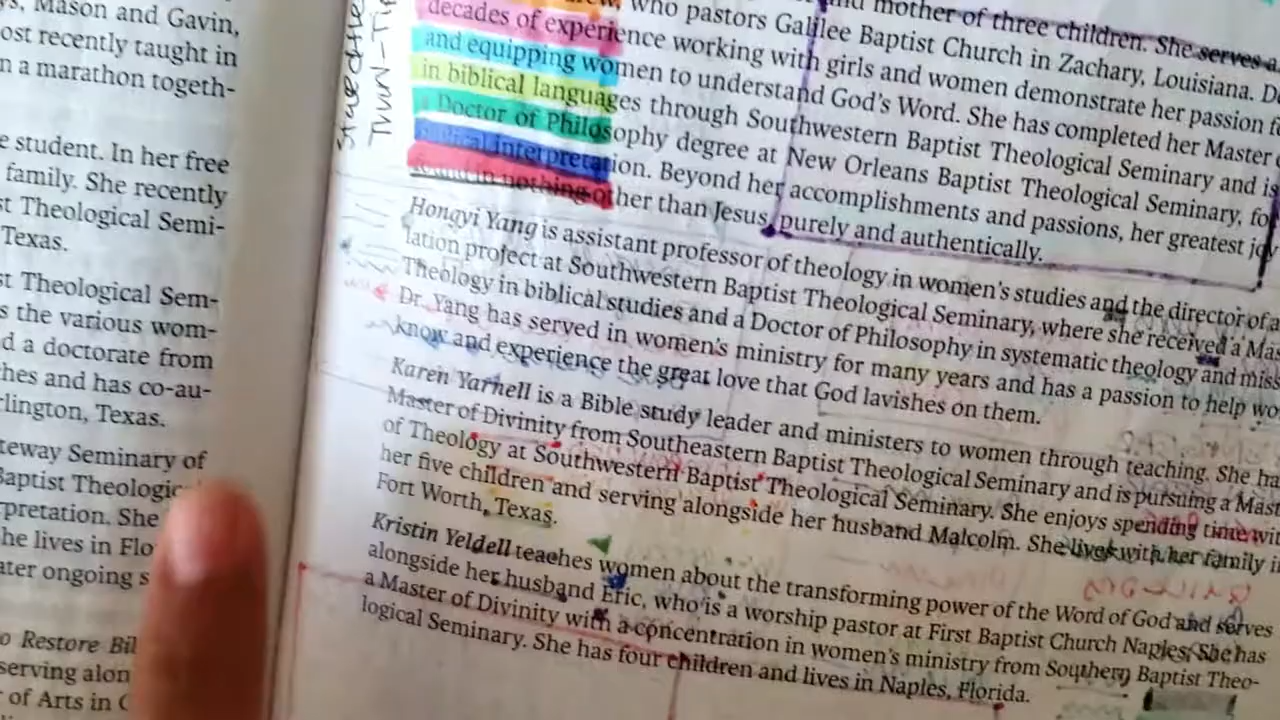 s, Mason and Gavin,
ost recently taught in
n a marathon togeth-
e student. In her free
family. She recently
st Theological Semi-
Texas.
st Theological Sem-
s the various wom-
d a doctorate from
ches and has co-au-
rlington, Texas.
teway Seminary of
Baptist Theologic
rpretation. She
he lives in Flo
ater ongoing s
o Restore Bib
serving alon
r of Arts in C
who pastors Galilee Baptist Church in Zachary, Louisiana. D
and mother of three children. She serves a
decades of experience working with girls and women demonstrate her passion f
and equipping women to understand God's Word. She has completed her Master
in biblical languages through Southwestern Baptist Theological Seminary and is
Doctor of Philosophy degree at New Orleans Baptist Theological Seminary, fo
biblical interpretation. Beyond her accomplishments and passions, her greatest joy
found in nothing other than Jesus, purely and authentically.
Hongyi Yang is assistant professor of theology in women's studies and the director of a
lation project at Southwestern Baptist Theological Seminary, where she received a Mas
Theology in biblical studies and a Doctor of Philosophy in systematic theology and miss
Dr. Yang has served in women's ministry for many years and has a passion to help wo
know and experience the great love that God lavishes on them.
Karen Yarnell is a Bible study leader and ministers to women through teaching. She ha
Master of Divinity from Southeastern Baptist Theological Seminary and is pursuing a Mast
of Theology at Southwestern Baptist Theological Seminary. She enjoys spending time wit
her five children and serving alongside her husband Malcolm. She lives with her family i
Fort Worth, Texas.
Kristin Yeldell teaches women about the transforming power of the Word of God and serves
alongside her husband Eric, who is a worship pastor at First Baptist Church Naples. She has
a Master of Divinity with a concentration in women's ministry from Southern Baptist Theo-
logical Seminary. She has four children and lives in Naples, Florida.